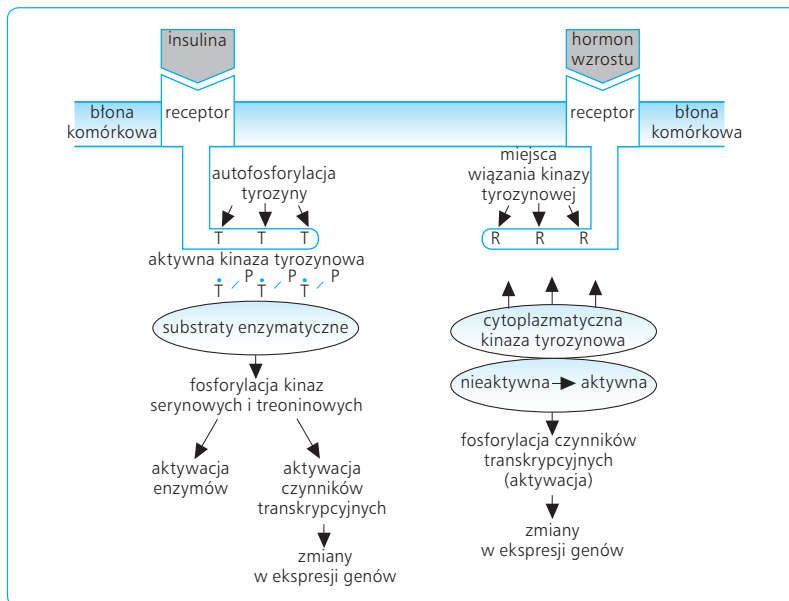 insulina
hormon
wzrostu
błona
komórkowa
receptor
receptor
błona
komórkowa
autofosforylacja
tyrozyny
miejsca
wiązania kinazy
tyrozynowej
T T T
R R R
aktywna kinaza tyrozynowa
P P P
T T T
substraty enzymatyczne
cytoplazmatyczna
kinaza tyrozynowa
nieaktywna aktywna
fosforylacja kinaz
serynowych i treoninowych
fosforylacja czynników
transkrypcyjnych
(aktywacja)
aktywacja
enzymów
aktywacja
czynników
transkrypcyjnych
zmiany
w ekspresji genów
zmiany
w ekspresji genów